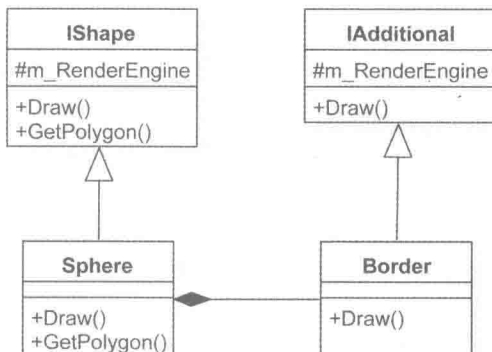 IShape
#m_RenderEngine
+Draw()
+GetPolygon()
IAdditional
#m_RenderEngine
+Draw()
Sphere
+Draw()
+GetPolygon()
Border
+Draw()